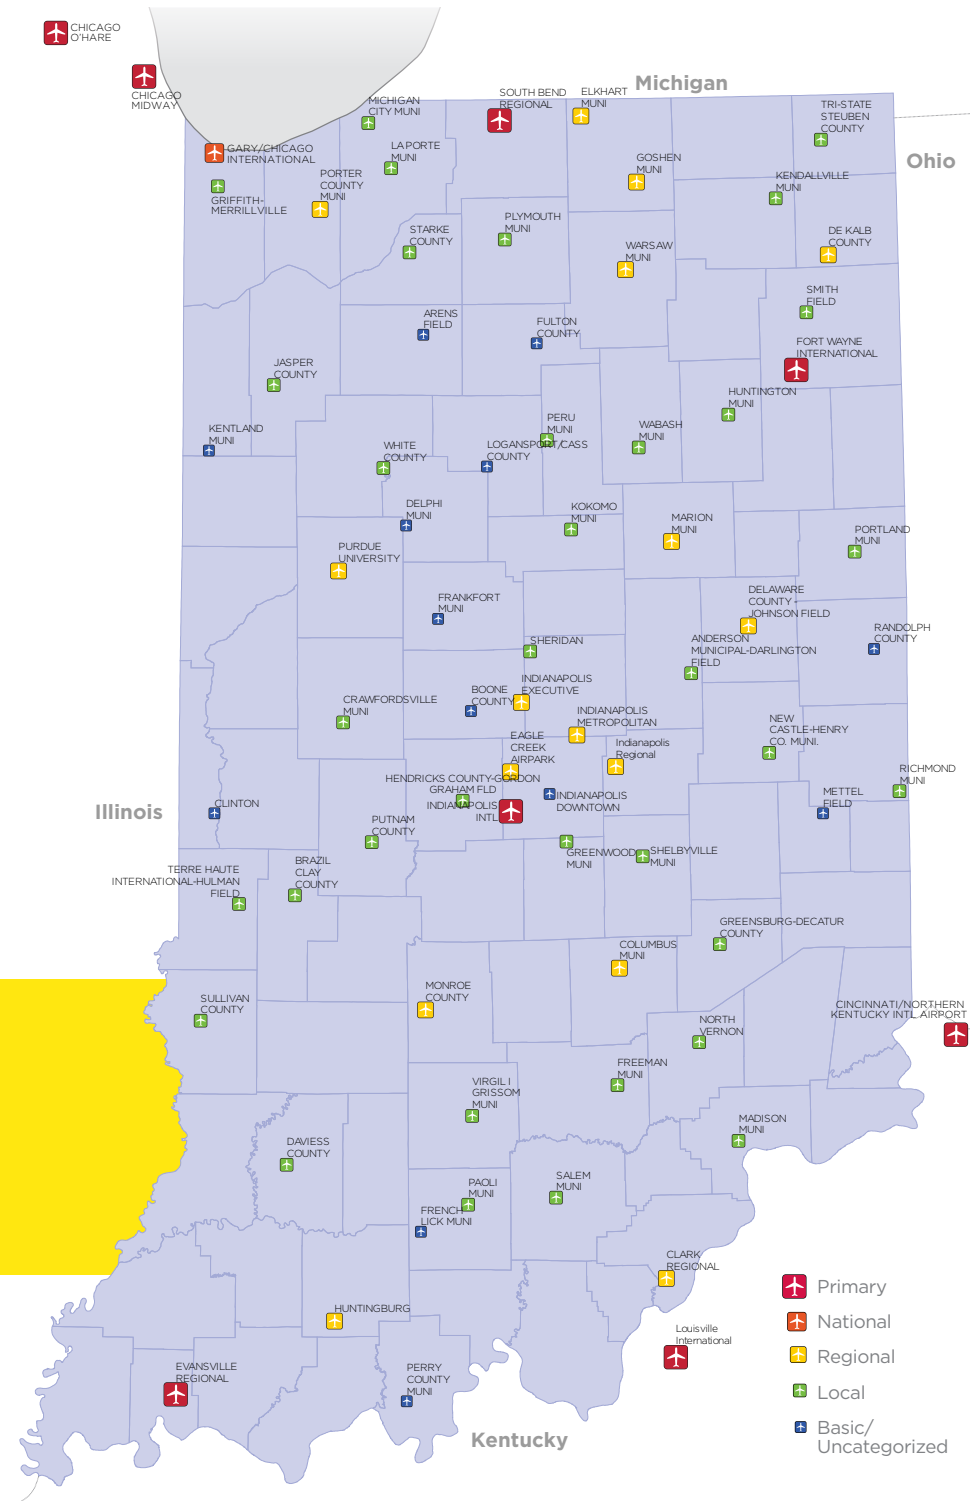 CHICAGO
O'HARE
CHICAGO
MIDWAY
Michigan
MICHIGAN
CITY MUNI
SOUTH BEND
REGIONAL
ELKHART
MUNI
TRI-STATE
STEUBEN
COUNTY
Ohio
GARY/CHICAGO
INTERNATIONAL
LA PORTE
MUNI
GOSHEN
MUNI
KENDALLVILLE
MUNI
PORTER
COUNTY
MUNI
GRIFFITH-
MERRILLVILLE
STARKE
COUNTY
PLYMOUTH
MUNI
WARSAW
MUNI
DE KALB
COUNTY
SMITH
FIELD
ARENS
FIELD
FULTON
COUNTY
FORT WAYNE
INTERNATIONAL
JASPER
COUNTY
HUNTINGTON
MUNI
KENTLAND
MUNI
PERU
MUNI
WABASH
MUNI
WHITE
COUNTY
LOGANSPORT/CASS
COUNTY
DELPHI
MUNI
KOKOMO
MUNI
MARION
MUNI
PORTLAND
MUNI
PURDUE
UNIVERSITY
FRANKFORT
MUNI
DELAWARE
COUNTY -
JOHNSON FIELD
RANDOLPH
COUNTY
SHERIDAN
ANDERSON
MUNICIPAL-DARLINGTON
FIELD
INDIANAPOLIS
EXECUTIVE
BOONE
COUNTY
CRAWFORDSVILLE
MUNI
INDIANAPOLIS
METROPOLITAN
NEW
CASTLE-HENRY
CO. MUNI.
EAGLE
CREEK
AIRPARK
Indianapolis
Regional
RICHMOND
MUNI
HENDRICKS COUNTY-GORDON
GRAHAM FLD
INDIANAPOLIS
INTL
INDIANAPOLIS
DOWNTOWN
METTEL
FIELD
Illinois
CLINTON
PUTNAM
COUNTY
GREENWOOD
MUNI
SHELBYVILLE
MUNI
BRAZIL
CLAY
COUNTY
TERRE HAUTE
INTERNATIONAL-HULMAN
FIELD
GREENSBURG-DECATUR
COUNTY
COLUMBUS
MUNI
MONROE
COUNTY
SULLIVAN
COUNTY
CINCINNATI/NORTHERN
KENTUCKY INTL AIRPORT
NORTH
VERNON
FREEMAN
MUNI
VIRGIL I
GRISSOM
MUNI
MADISON
MUNI
DAVIESS
COUNTY
SALEM
MUNI
PAOLI
MUNI
FRENCH
LICK MUNI
CLARK
REGIONAL
Primary
HUNTINGBURG
National
Louisville
International
Regional
EVANSVILLE
REGIONAL
PERRY
COUNTY
MUNI
Local
Kentucky
Basic/
Uncategorized